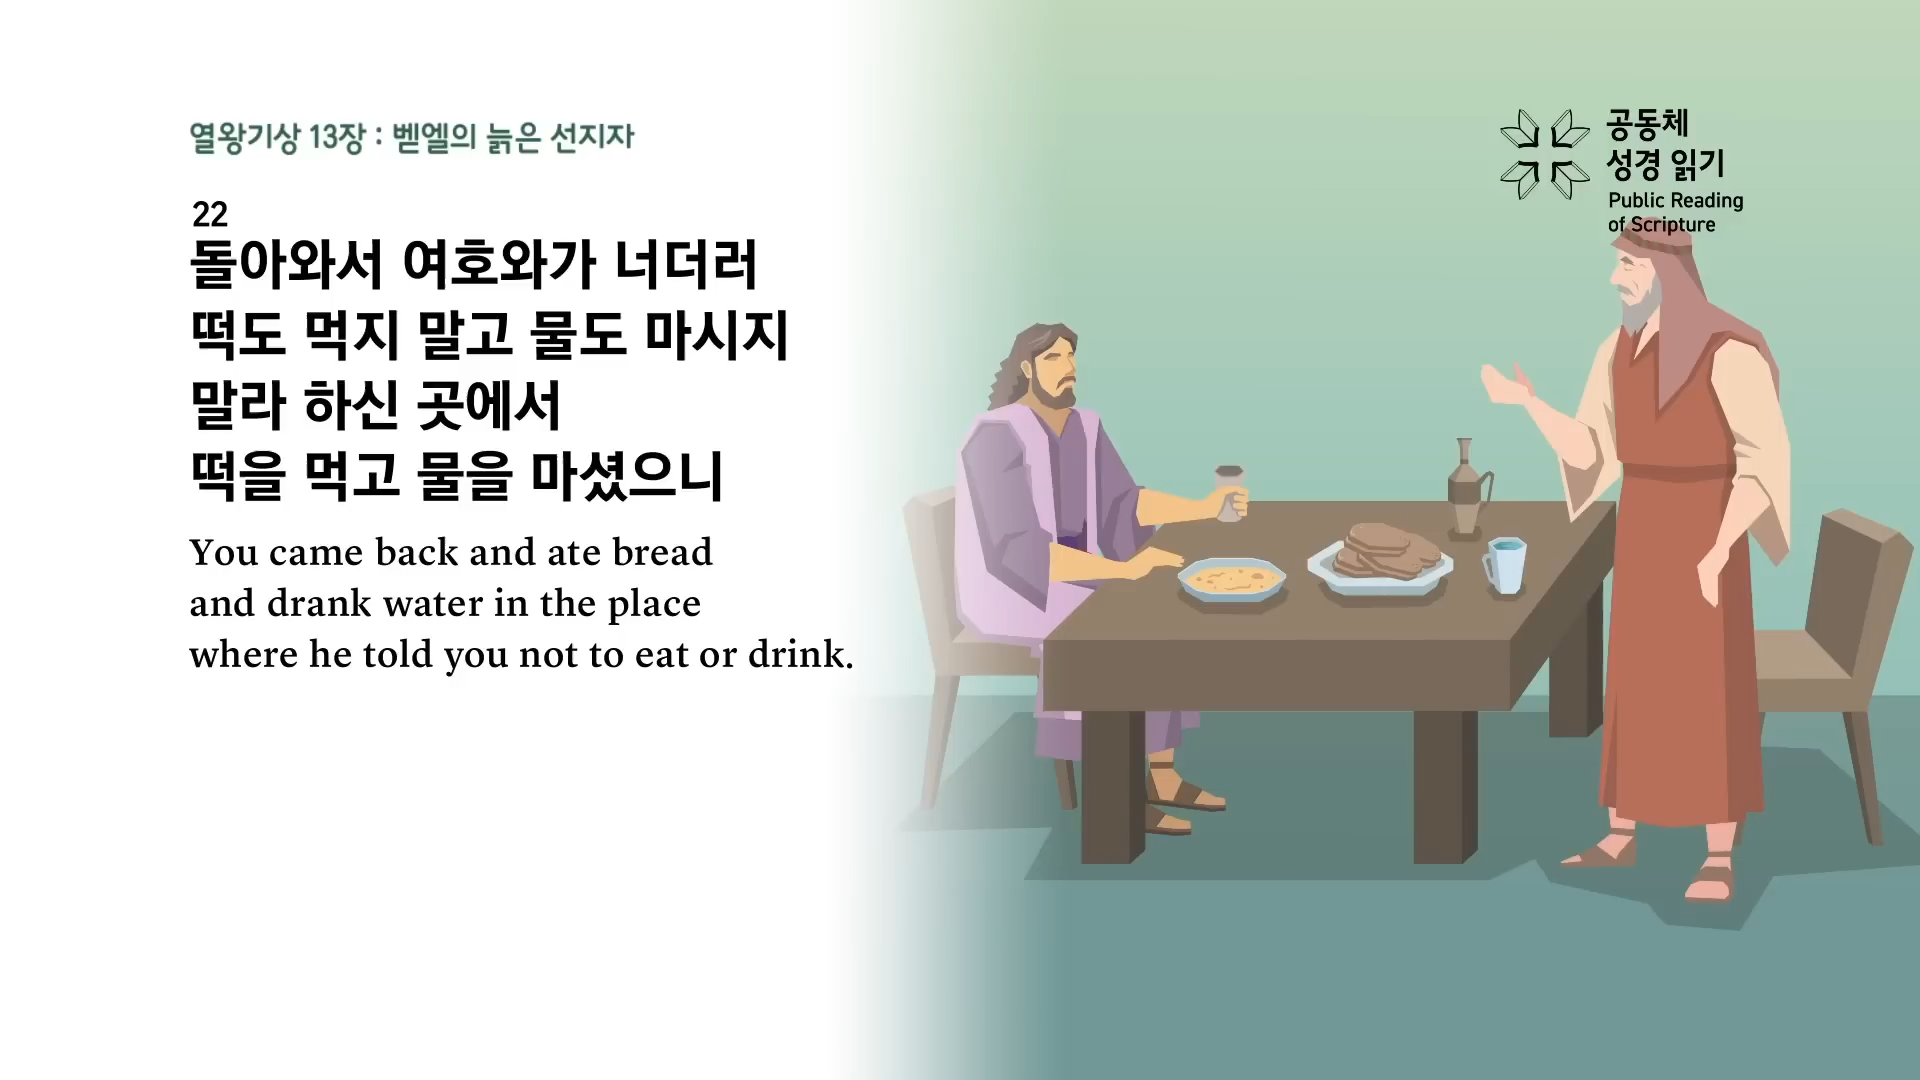 열왕기상 13장 : 벧엘의 늙은 선지자
22
돌아와서 여호와가 너더러
떡도 먹지 말고 물도 마시지
말라 하신 곳에서
떡을 먹고 물을 마셨으니
You came back and ate bread
and drank water in the place
where he told you not to eat or drink.
공동체
성경 읽기
Public Reading
of Scripture